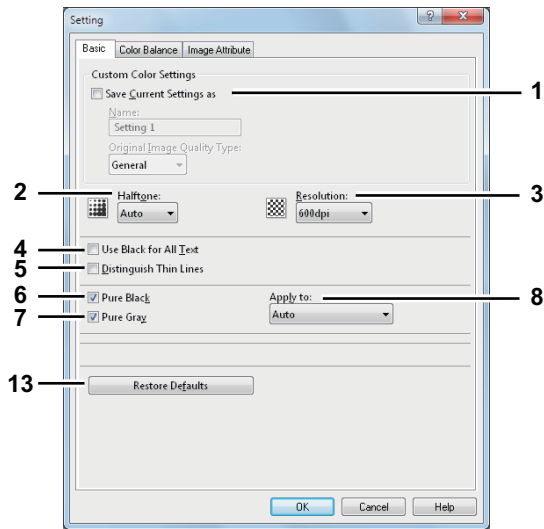 Setting
Basic Color Balance Image Attribute
Custom Color Settings
Save Current Settings as 1
Name:
Setting 1
Original Image Quality Type:
General
2 Halftone: Resolution: 3
Auto 600dpi
4 Use Black for All Text
5 Distinguish Thin Lines
6 Pure Black Apply to: 8
7 Pure Gray Auto
13 Restore Defaults
OK Cancel Help